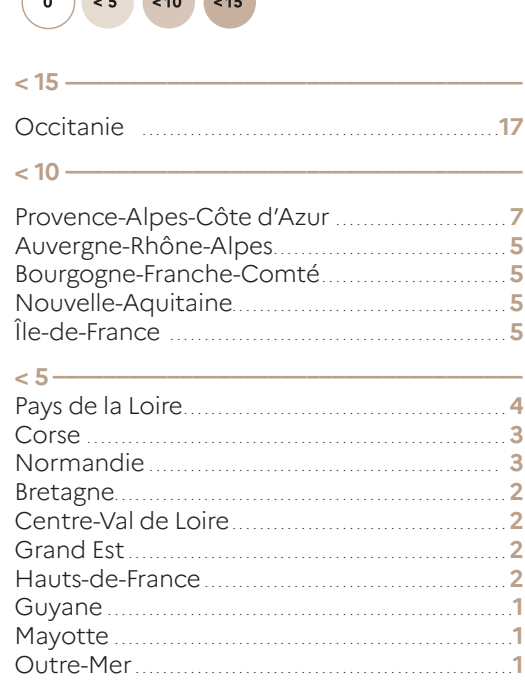 0 < 5 < 10 < 15
< 15
Occitanie 17
< 10
Provence-Alpes-Côte d'Azur 7
Auvergne-Rhône-Alpes 5
Bourgogne-Franche-Comté 5
Nouvelle-Aquitaine 5
Île-de-France 5
< 5
Pays de la Loire 4
Corse 3
Normandie 3
Bretagne 2
Centre-Val de Loire 2
Grand Est 2
Hauts-de-France 2
Guyane 1
Mayotte 1
Outre-Mer 1